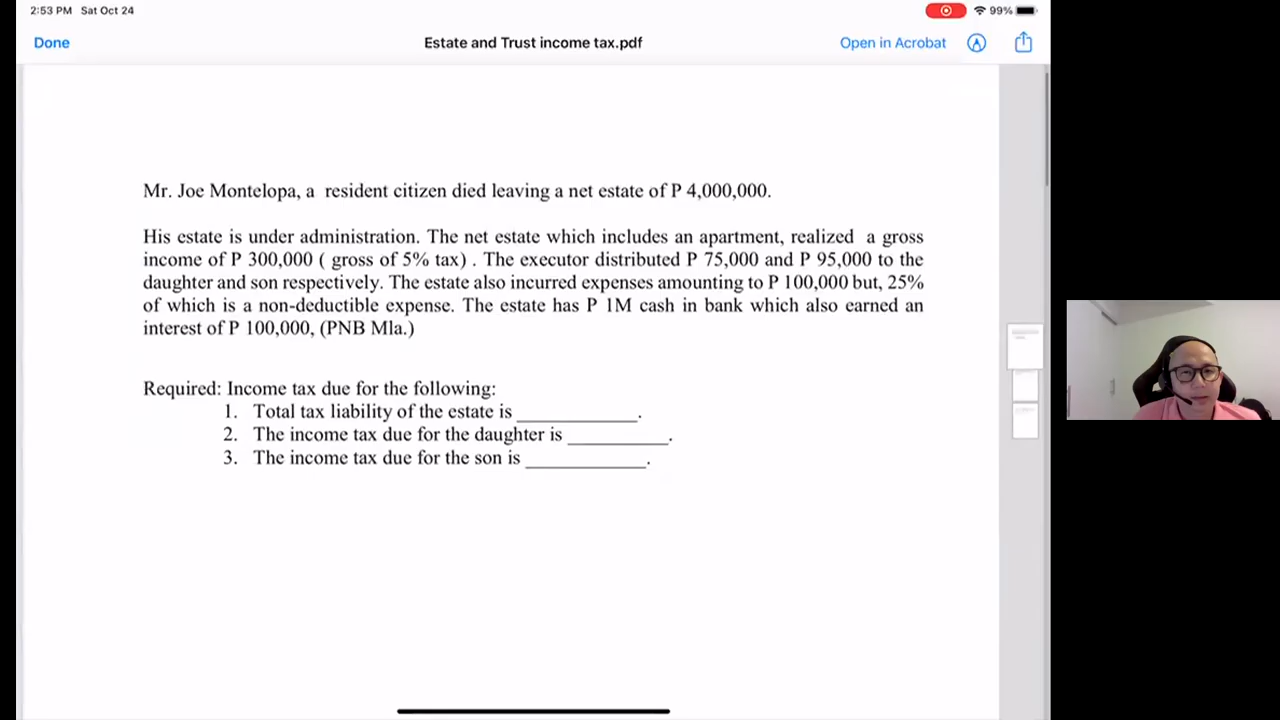 2:53 PM Sat Oct 24
99%
Done
Estate and Trust income tax.pdf
Open in Acrobat
Mr. Joe Montelopa, a resident citizen died leaving a net estate of P 4,000,000.
His estate is under administration. The net estate which includes an apartment, realized a gross
income of P 300,000 ( gross of 5% tax) . The executor distributed P 75,000 and P 95,000 to the
daughter and son respectively. The estate also incurred expenses amounting to P 100,000 but, 25%
of which is a non-deductible expense. The estate has P 1M cash in bank which also earned an
interest of P 100,000, (PNB Mla.)
Required: Income tax due for the following:
1. Total tax liability of the estate is ____________.
2. The income tax due for the daughter is __________.
3. The income tax due for the son is ____________.